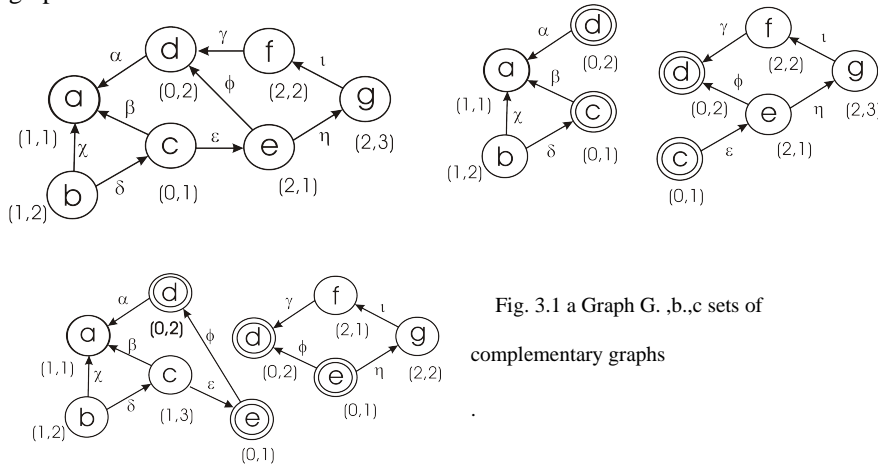 α d γ f ι
a β (0,2) φ (2,2) g
(1,1) χ c ε e η (2,3)
b δ (0,1) (2,1)
(1,2)
α d
a β (0,2)
(1,1) χ c
b δ (0,1)
(1,2)
γ f ι
d φ (2,2) g
(0,2) e η (2,3)
c ε (2,1)
(0,1)
α d
a β (0,2) φ
(1,1) χ c ε
b δ (1,3) e
(1,2) (0,1)
γ f ι
d φ (2,1) g
(0,2) e η (2,2)
(0,1)
Fig. 3.1 a Graph G. ,b.,c sets of
complementary graphs
.